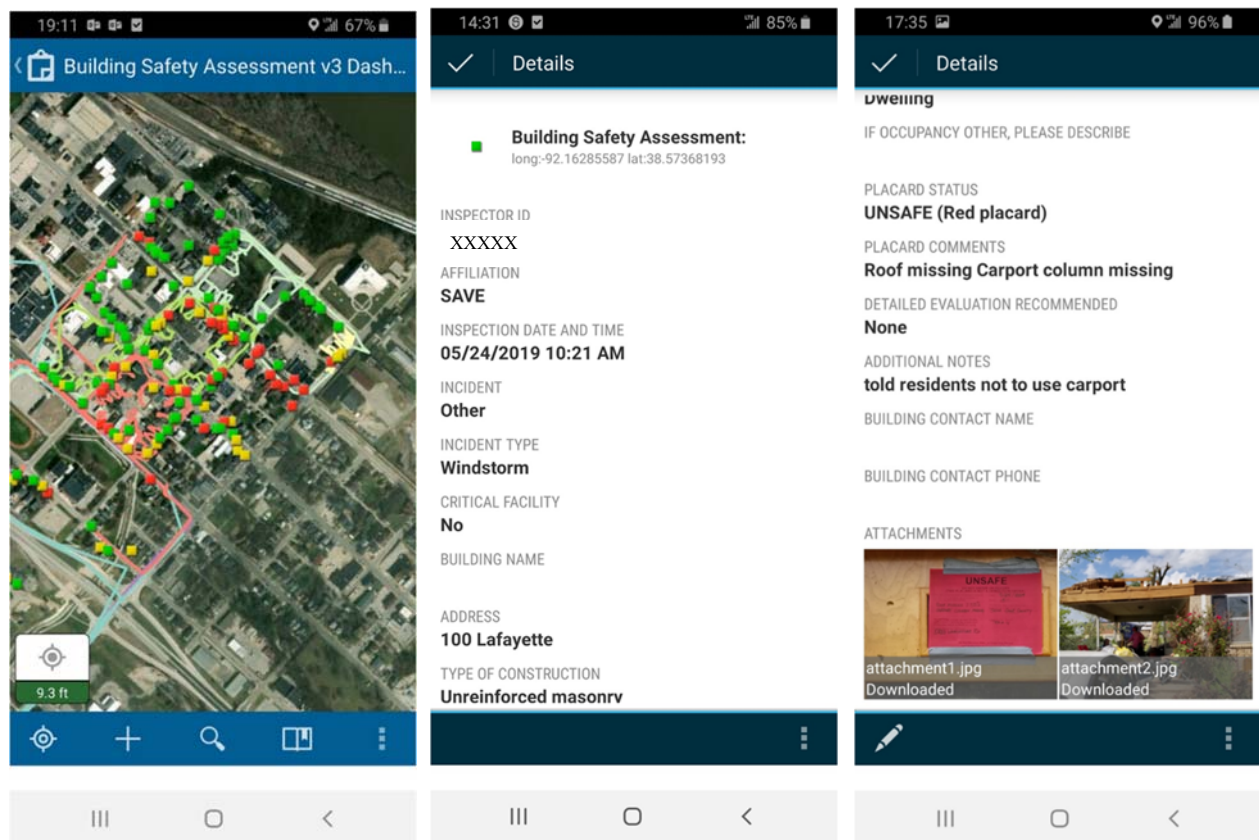 19:11
67%
Building Safety Assessment v3 Dash...
9.3 ft
14:31
85%
Details
Building Safety Assessment:
long:-92.16285587 lat:38.57368193
INSPECTOR ID
XXXXX
AFFILIATION
SAVE
INSPECTION DATE AND TIME
05/24/2019 10:21 AM
INCIDENT
Other
INCIDENT TYPE
Windstorm
CRITICAL FACILITY
No
BUILDING NAME
ADDRESS
100 Lafayette
TYPE OF CONSTRUCTION
Unreinforced masonry
17:35
96%
Details
Dwelling
IF OCCUPANCY OTHER, PLEASE DESCRIBE
PLACARD STATUS
UNSAFE (Red placard)
PLACARD COMMENTS
Roof missing Carport column missing
DETAILED EVALUATION RECOMMENDED
None
ADDITIONAL NOTES
told residents not to use carport
BUILDING CONTACT NAME
BUILDING CONTACT PHONE
ATTACHMENTS
UNSAFE
attachment1.jpg
Downloaded
attachment2.jpg
Downloaded